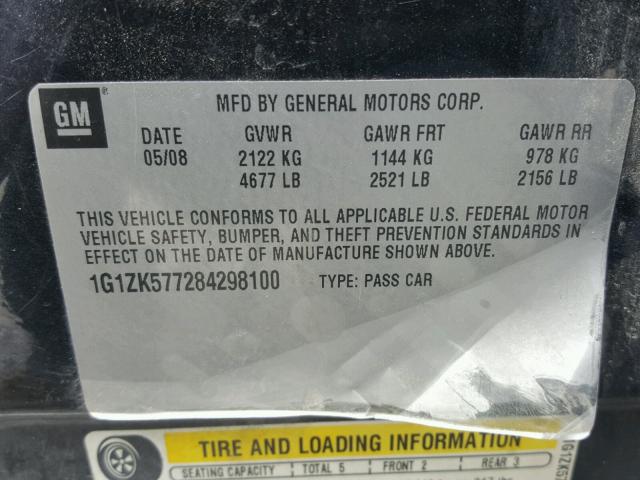 GM ®
MFD BY GENERAL MOTORS CORP.
DATE GVWR GAWR FRT GAWR RR
05/08 2122 KG 1144 KG 978 KG
4677 LB 2521 LB 2156 LB
THIS VEHICLE CONFORMS TO ALL APPLICABLE U.S. FEDERAL MOTOR
VEHICLE SAFETY, BUMPER, AND THEFT PREVENTION STANDARDS IN
EFFECT ON THE DATE OF MANUFACTURE SHOWN ABOVE.
1G1ZK577284298100 TYPE: PASS CAR
TIRE AND LOADING INFORMATION
SEATING CAPACITY TOTAL 5 FRONT 2 REAR 3
1G1ZK5